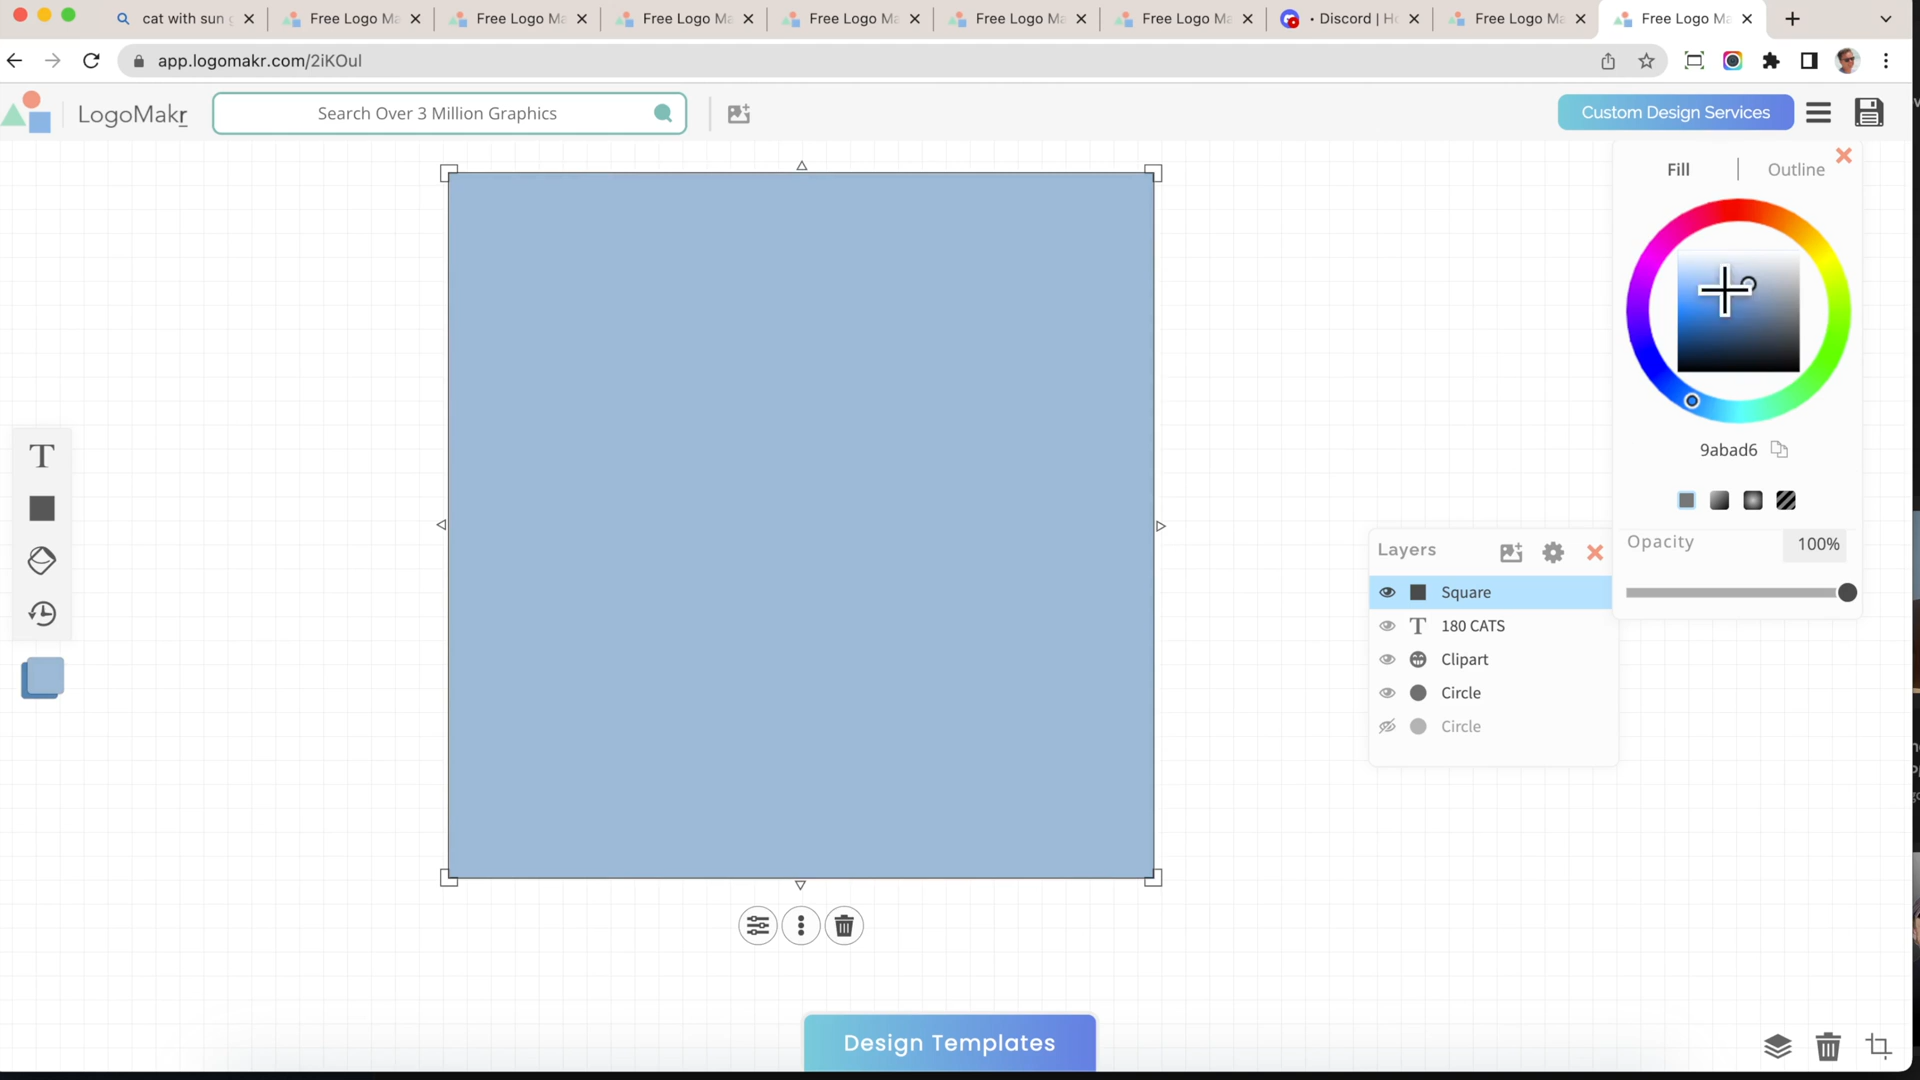 cat with sun g
Free Logo Ma
Free Logo Ma
Free Logo Ma
Free Logo Ma
Free Logo Ma
Free Logo Ma
• Discord | Ho
Free Logo Ma
Free Logo Ma
app.logomakr.com/2iKOul
LogoMakr
Search Over 3 Million Graphics
Custom Design Services
Fill
Outline
9abad6
Opacity
100%
Layers
Square
T 180 CATS
Clipart
Circle
Circle
T
Design Templates